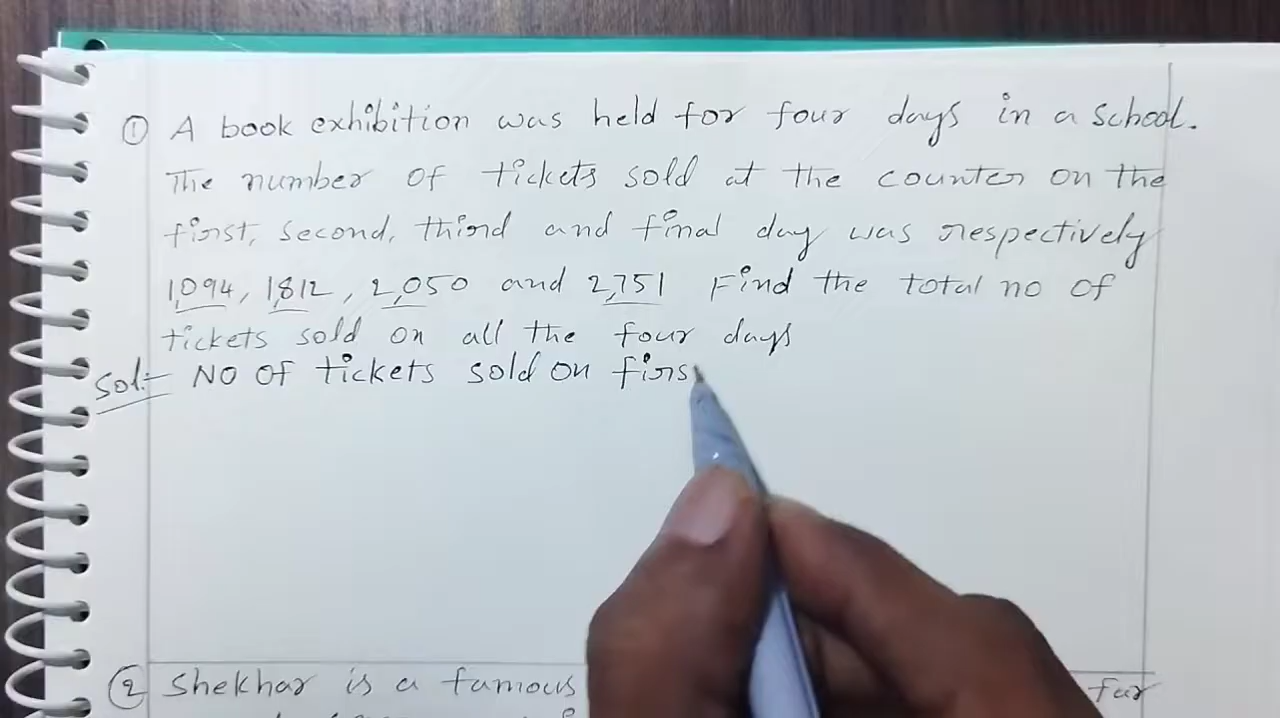 ① A book exhibition was held for four days in a school.
The number of tickets sold at the counter on the
first, second, third and final day was respectively
1,094, 1,812, 2,050 and 2,751 Find the total no of
tickets sold on all the four days
Sol:- NO OF tickets sold on firs
② Shekhar is a famous